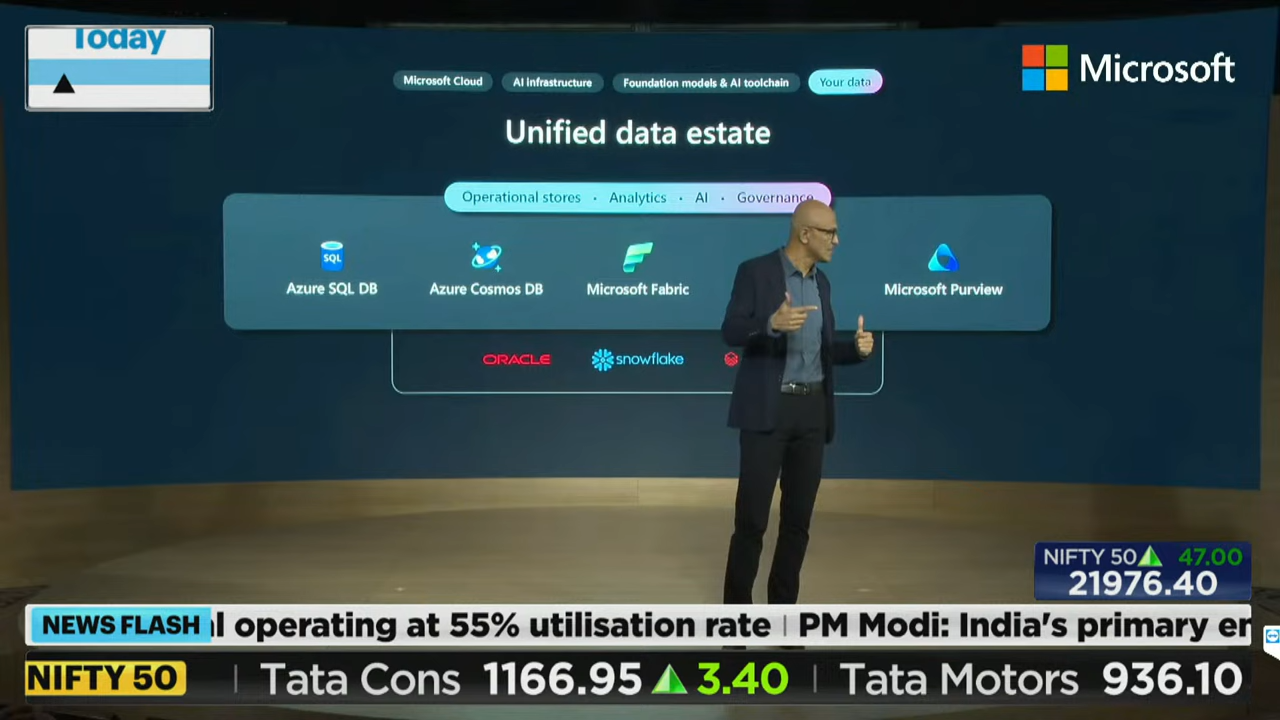 Today
Microsoft
Microsoft Cloud
AI infrastructure
Foundation models & AI toolchain
Your data
Unified data estate
Operational stores · Analytics · AI · Governance
SQL
Azure SQL DB
Azure Cosmos DB
Microsoft Fabric
Microsoft Purview
ORACLE
snowflake
NIFTY 50 47.00
21976.40
NEWS FLASH operating at 55% utilisation rate | PM Modi: India's primary
NIFTY 50 | Tata Cons 1166.95 3.40 | Tata Motors 936.10